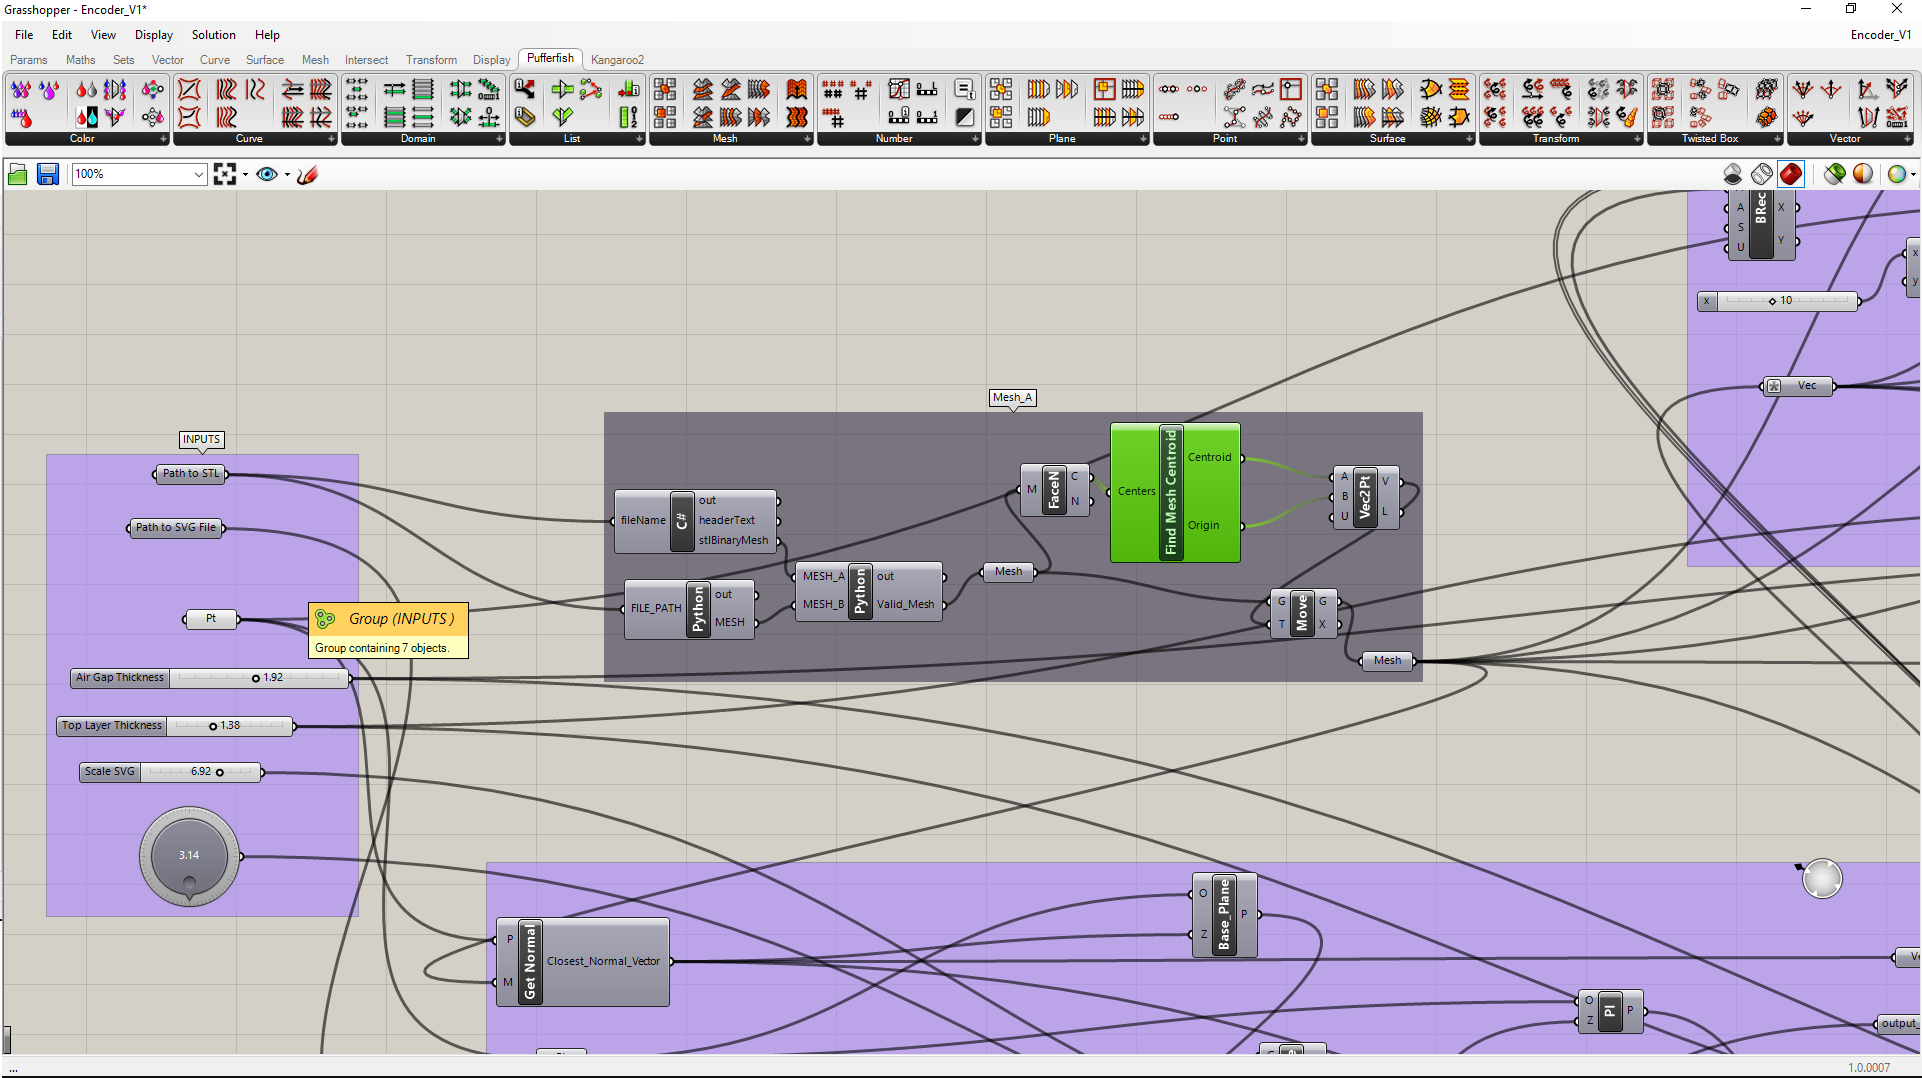 Grasshopper - Encoder_V1*
File Edit View Display Solution Help
Encoder_V1
Params Maths Sets Vector Curve Surface Mesh Intersect Transform Display Pufferfish Kangaroo2
Color Curve Domain List Mesh Number Plane Point Surface Transform Twisted Box Vector
100%
BRec
A
S
U
X
Y
x
y
x 10
Vec
Mesh_A
INPUTS
Path to STL
Path to SVG File
Pt
Group (INPUTS )
Group containing 7 objects.
Air Gap Thickness 1.92
Top Layer Thickness 1.38
Scale SVG 6.92
3.14
fileName
C#
out
headerText
stlBinaryMesh
FILE_PATH
Python
out
MESH
MESH_A
MESH_B
Python
out
Valid_Mesh
Mesh
M
FaceN
C
N
Centers
Find Mesh Centroid
Centroid
Origin
A
B
U
Vec2Pt
V
L
G
T
Move
G
X
Mesh
P
M
Get Normal
Closest_Normal_Vector
O
Z
Base_Plane
P
O
Z
Pl
P
output_
...
1.0.0007